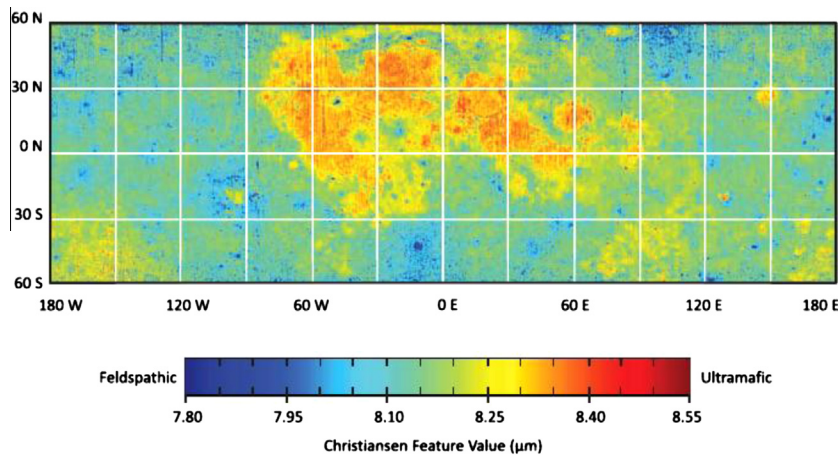 60 N
30 N
0 N
30 S
60 S
180 W 120 W 60 W 0 E 60 E 120 E 180 E
Feldspathic Ultramafic
7.80 7.95 8.10 8.25 8.40 8.55
Christiansen Feature Value (μm)